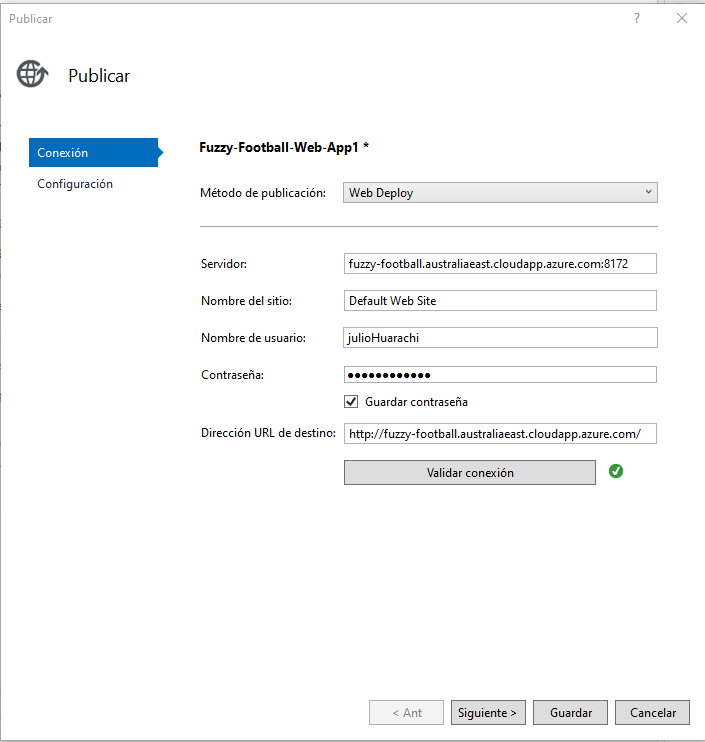 Publicar
?
Publicar
Conexión
Configuración
Fuzzy-Football-Web-App1 *
Método de publicación: Web Deploy
Servidor: fuzzy-football.australiaeast.cloudapp.azure.com:8172
Nombre del sitio: Default Web Site
Nombre de usuario: julioHuarachi
Contraseña: ●●●●●●●●●●●●
Guardar contraseña
Dirección URL de destino: http://fuzzy-football.australiaeast.cloudapp.azure.com/
Validar conexión
< Ant Siguiente > Guardar Cancelar